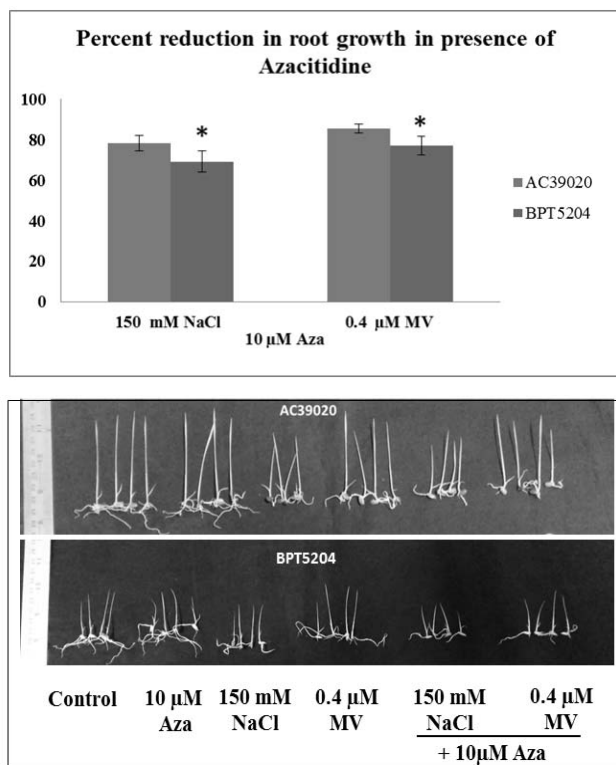 Percent reduction in root growth in presence of
Azacitidine
100
80
60
40
20
0
*
*
150 mM NaCl
0.4 µM MV
10 µM Aza
AC39020
BPT5204
AC39020
BPT5204
Control
10 µM
Aza
150 mM
NaCl
0.4 µM
MV
150 mM
NaCl
0.4 µM
MV
+ 10µM Aza